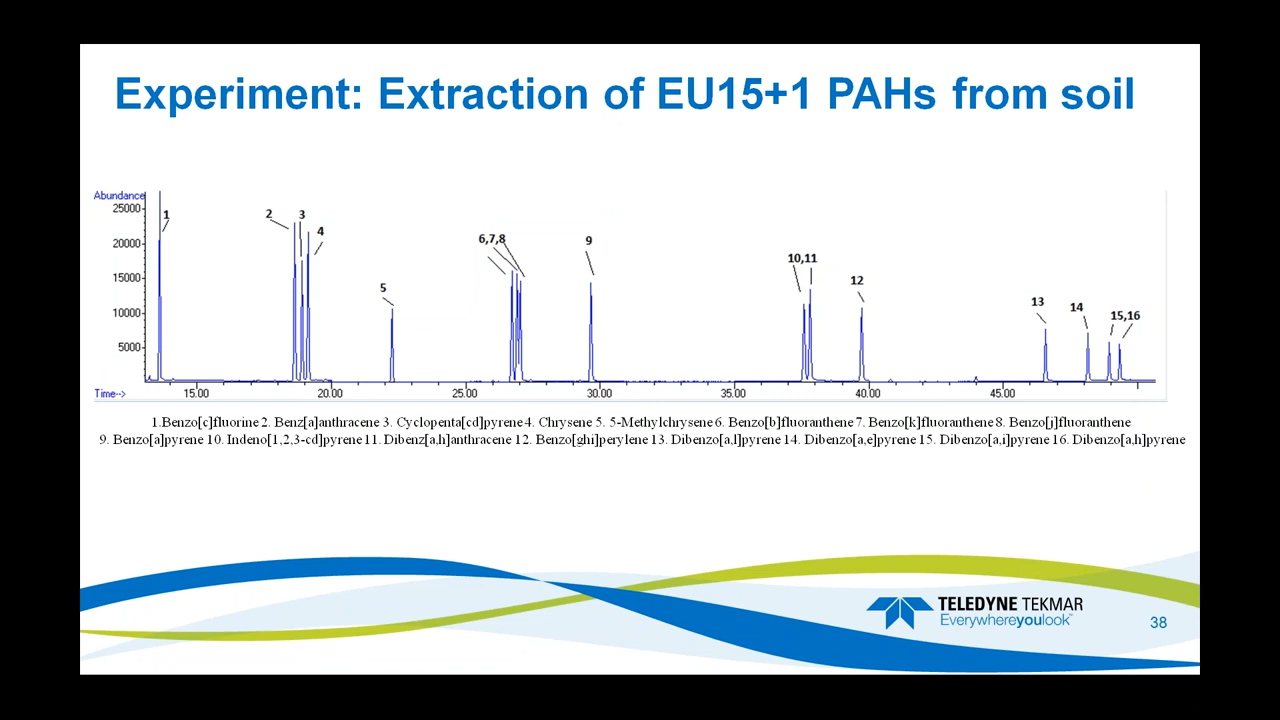 Experiment: Extraction of EU15+1 PAHs from soil
Abundance
25000
20000
15000
10000
5000
1
2
3
4
5
6,7,8
9
10,11
12
13
14
15,16
Time-->
15.00 20.00 25.00 30.00 35.00 40.00 45.00
1.Benzo[c]fluorine 2. Benz[a]anthracene 3. Cyclopenta[cd]pyrene 4. Chrysene 5. 5-Methylchrysene 6. Benzo[b]fluoranthene 7. Benzo[k]fluoranthene 8. Benzo[j]fluoranthene
9. Benzo[a]pyrene 10. Indeno[1,2,3-cd]pyrene 11. Dibenz[a,h]anthracene 12. Benzo[ghi]perylene 13. Dibenzo[a,l]pyrene 14. Dibenzo[a,e]pyrene 15. Dibenzo[a,i]pyrene 16. Dibenzo[a,h]pyrene
TELEDYNE TEKMAR
Everywhereyoulook™
38